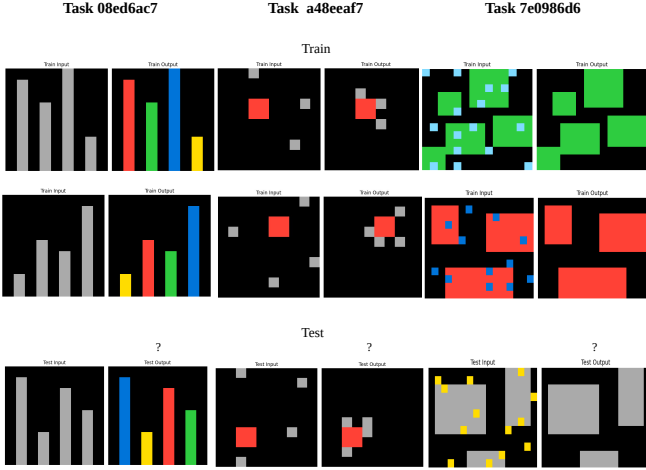 Task 08ed6ac7 Task a48eeaf7 Task 7e0986d6
Train
Train Input Train Output Train Input Train Output Train Input Train Output
Train Input Train Output Train Input Train Output Train Input Train Output
Test
? ? ?
Test Input Test Output Test Input Test Output Test Input Test Output